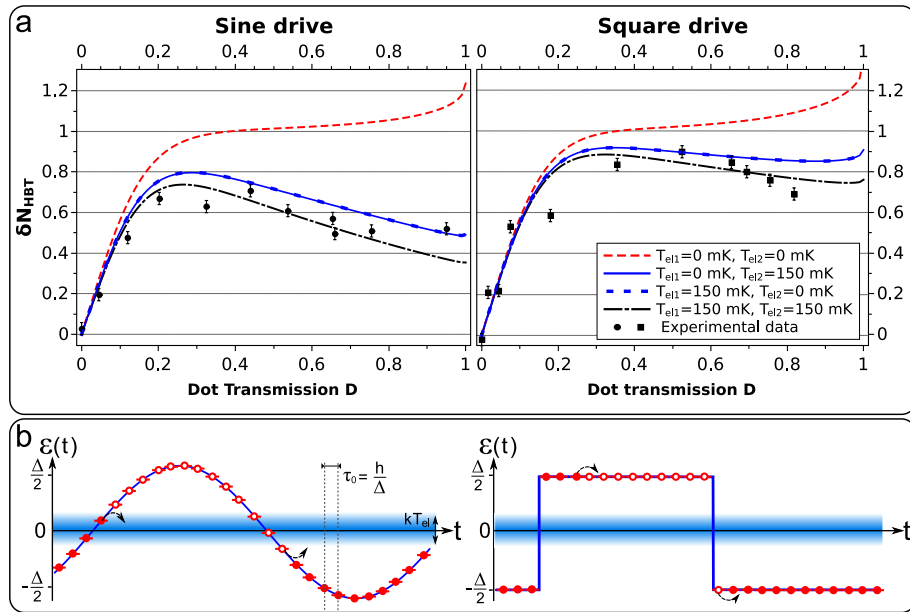 a
Sine drive
Square drive
0 0.2 0.4 0.6 0.8 1
0 0.2 0.4 0.6 0.8 1
δN_HBT
1.2
1
0.8
0.6
0.4
0.2
0
1.2
1
0.8
0.6
0.4
0.2
0
T_el1=0 mK, T_el2=0 mK
T_el1=0 mK, T_el2=150 mK
T_el1=150 mK, T_el2=0 mK
T_el1=150 mK, T_el2=150 mK
Experimental data
0 0.2 0.4 0.6 0.8 1
0 0.2 0.4 0.6 0.8 1
Dot Transmission D
Dot transmission D
b
ε(t)
Δ/2
0
-Δ/2
τ₀ = h/Δ
kT_el
t
ε(t)
Δ/2
0
-Δ/2
t